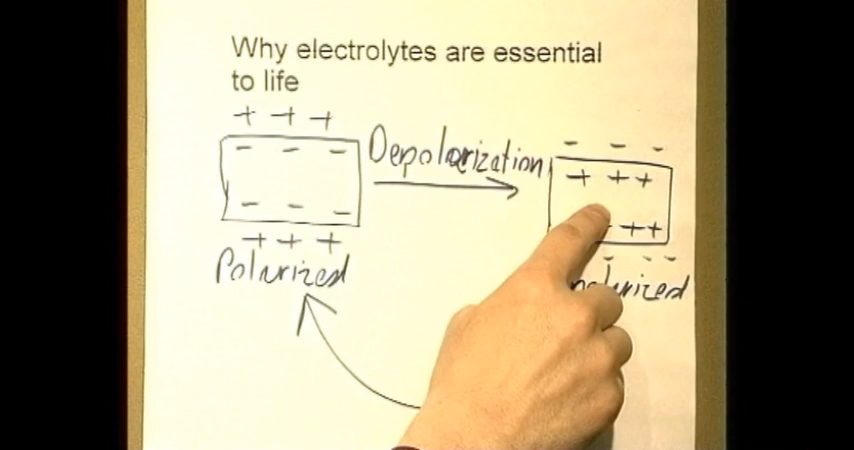 Why electrolytes are essential
to life
+ + +
- - -
Depolarization
- - -
+ + +
- - -
+ + +
Polarized
- - -
++
- - -